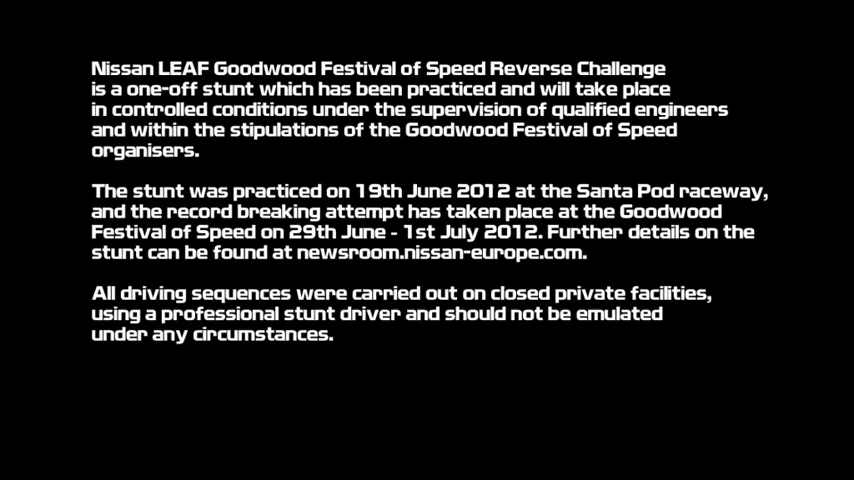 Nissan LEAF Goodwood Festival of Speed Reverse Challenge
is a one-off stunt which has been practiced and will take place
in controlled conditions under the supervision of qualified engineers
and within the stipulations of the Goodwood Festival of Speed
organisers.
The stunt was practiced on 19th June 2012 at the Santa Pod raceway,
and the record breaking attempt has taken place at the Goodwood
Festival of Speed on 29th June - 1st July 2012. Further details on the
stunt can be found at newsroom.nissan-europe.com.
All driving sequences were carried out on closed private facilities,
using a professional stunt driver and should not be emulated
under any circumstances.